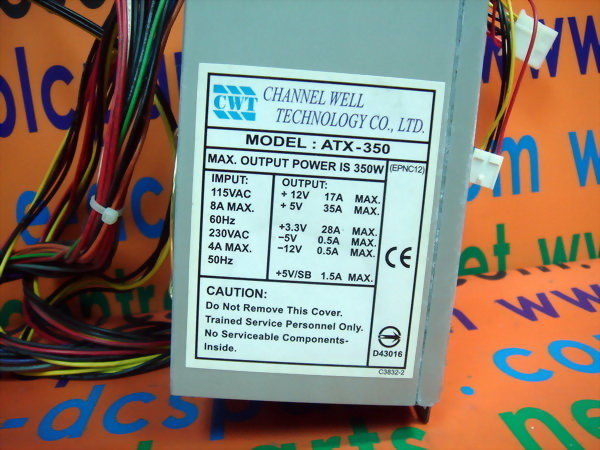 CWT
CHANNEL WELL
TECHNOLOGY CO., LTD.
MODEL : ATX-350
MAX. OUTPUT POWER IS 350W
(EPNC12)
IMPUT:
115VAC
8A MAX.
60Hz
230VAC
4A MAX.
50Hz
OUTPUT:
+ 12V 17A MAX.
+ 5V 35A MAX.
+3.3V 28A MAX.
−5V 0.5A MAX.
−12V 0.5A MAX.
+5V/SB 1.5A MAX.
CE
CAUTION:
Do Not Remove This Cover.
Trained Service Personnel Only.
No Serviceable Components-
Inside.
D43016
C3832-2